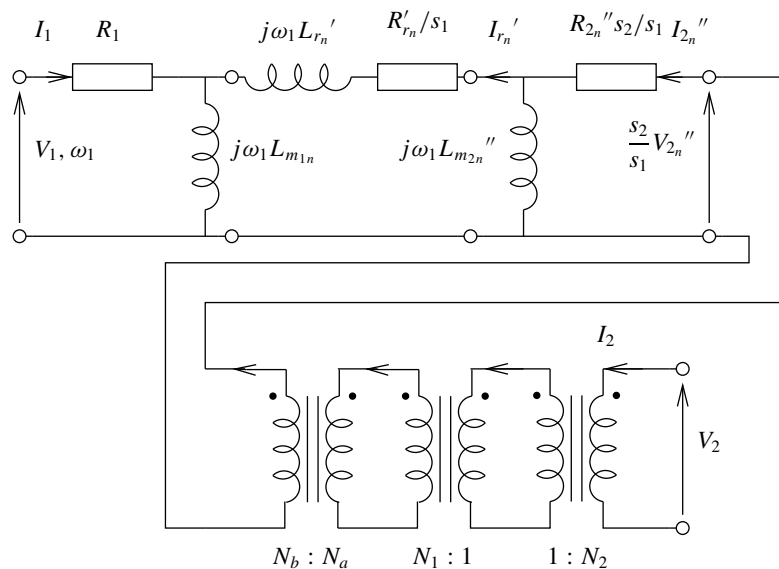 I₁ R₁ jω₁Lᵣₙ′ R′ᵣₙ/s₁ Iᵣₙ′ R₂ₙ″s₂/s₁ I₂ₙ″
V₁, ω₁ jω₁Lₘ₁ₙ jω₁Lₘ₂ₙ″ s₂/s₁ V₂ₙ″
I₂
V₂
N_b : Nₐ N₁ : 1 1 : N₂